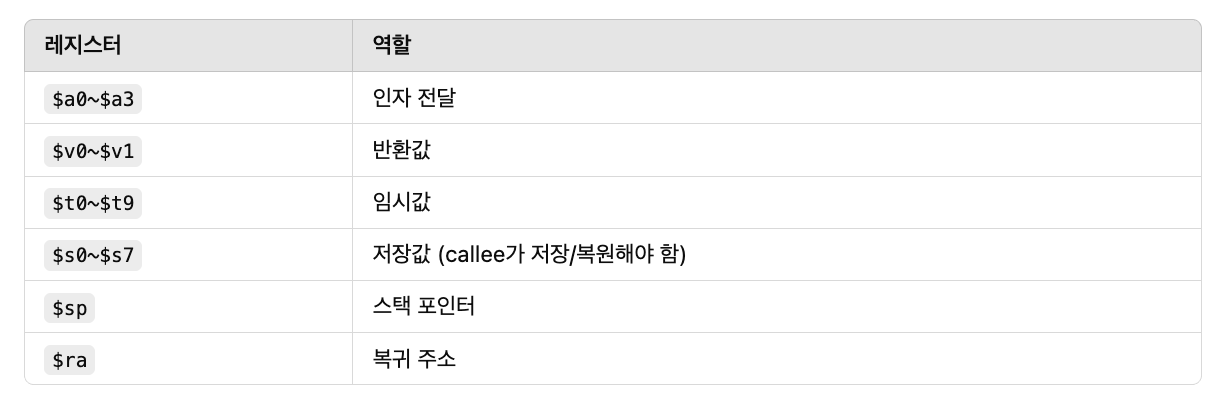 레지스터 역할
$a0~$a3 인자 전달
$v0~$v1 반환값
$t0~$t9 임시값
$s0~$s7 저장값 (callee가 저장/복원해야 함)
$sp 스택 포인터
$ra 복귀 주소